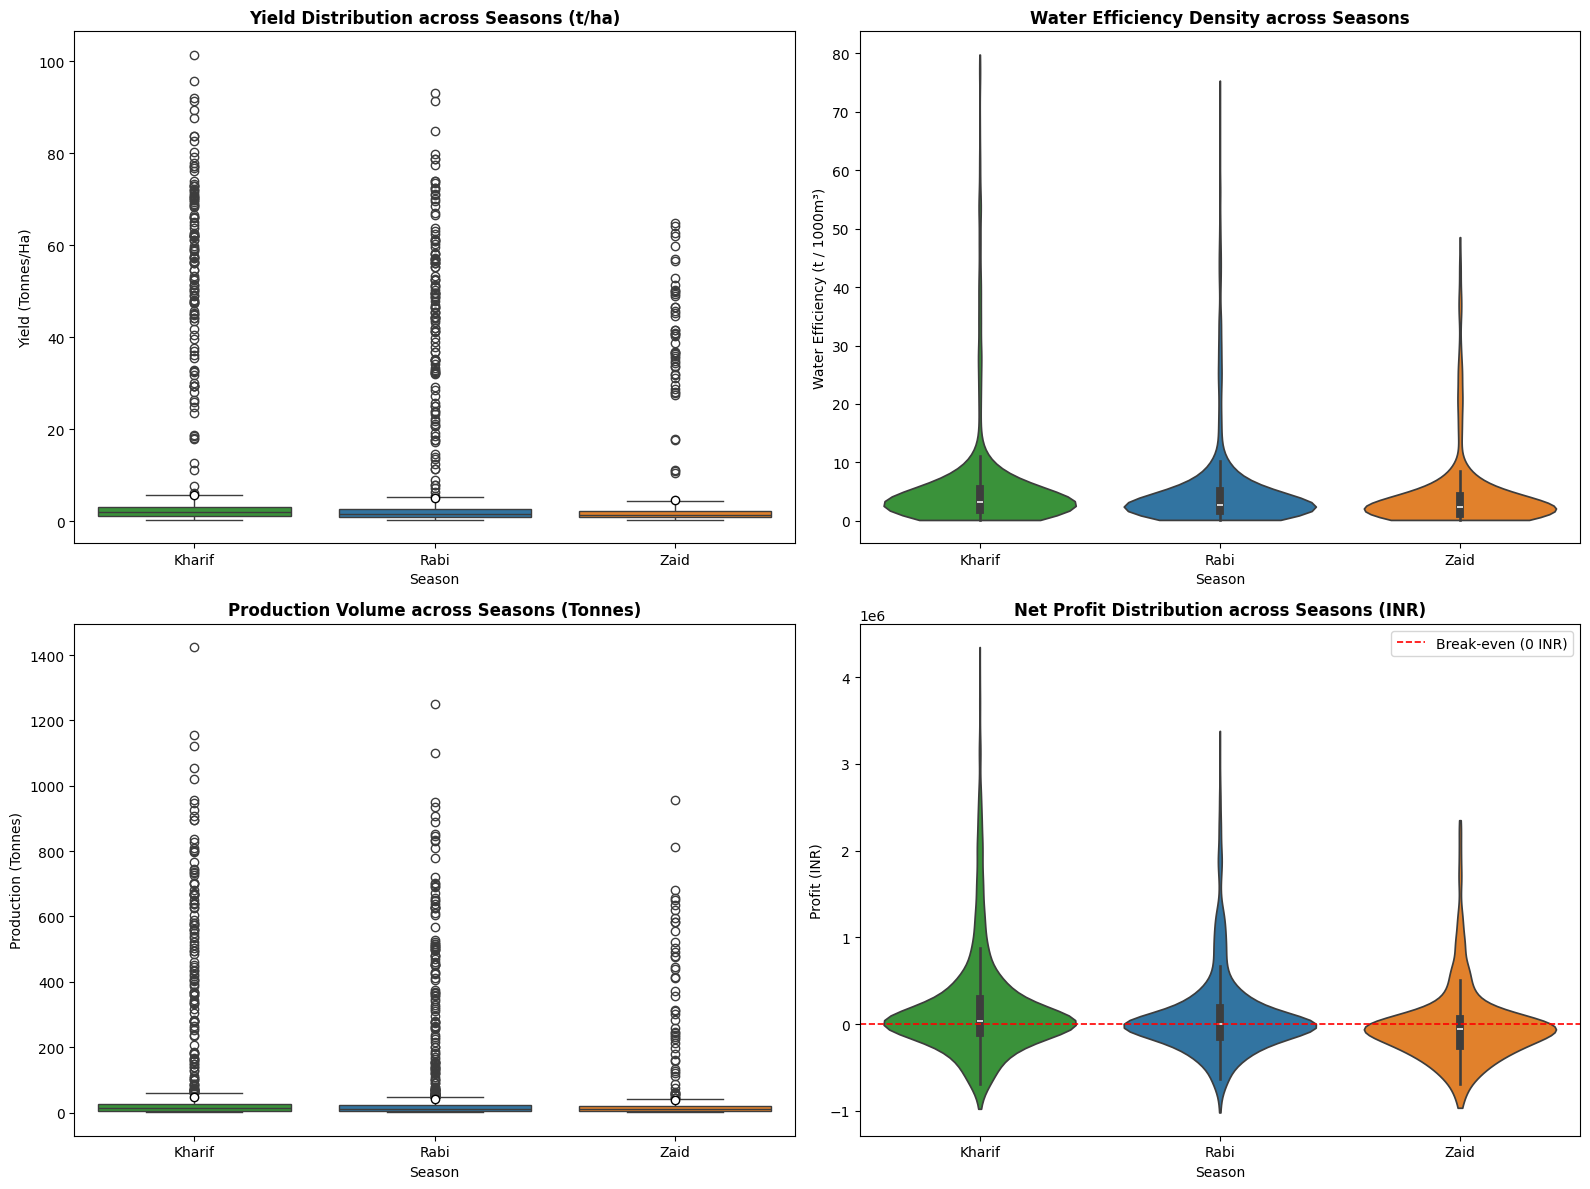 Yield Distribution across Seasons (t/ha)
Yield (Tonnes/Ha)
100
80
60
40
20
0
Kharif
Rabi
Zaid
Season
Water Efficiency Density across Seasons
Water Efficiency (t / 1000m³)
80
70
60
50
40
30
20
10
0
Kharif
Rabi
Zaid
Season
Production Volume across Seasons (Tonnes)
Production (Tonnes)
1400
1200
1000
800
600
400
200
0
Kharif
Rabi
Zaid
Season
Net Profit Distribution across Seasons (INR)
1e6
Break-even (0 INR)
Profit (INR)
4
3
2
1
0
−1
Kharif
Rabi
Zaid
Season